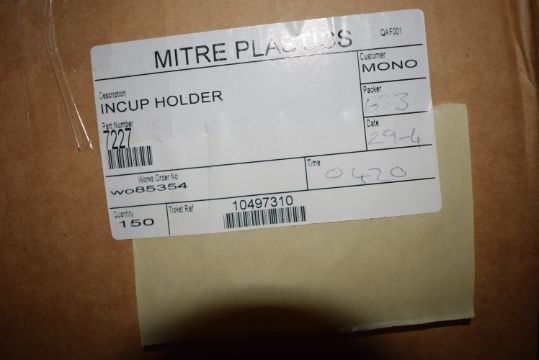 MITRE PLASTICS
QAF001
Description
INCUP HOLDER
Customer
MONO
Part Number
7227
Packer
653
Date
29-4
Works Order No
wo85354
Time
0420
Quantity
150
Ticket Ref
10497310